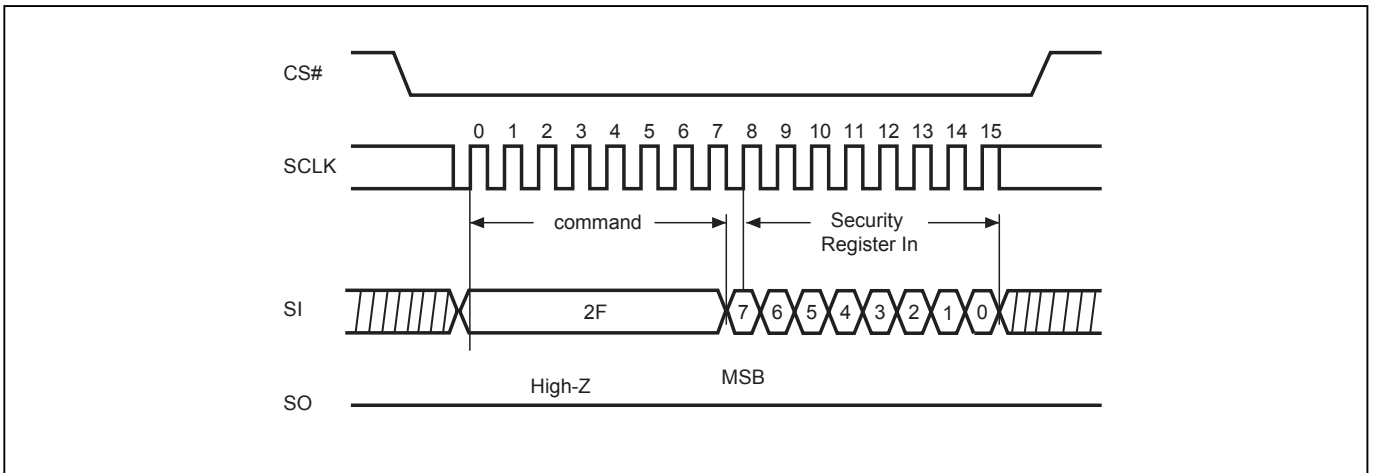 CS#
0 1 2 3 4 5 6 7 8 9 10 11 12 13 14 15
SCLK
command
Security
Register In
SI
2F
7 6 5 4 3 2 1 0
High-Z
MSB
SO